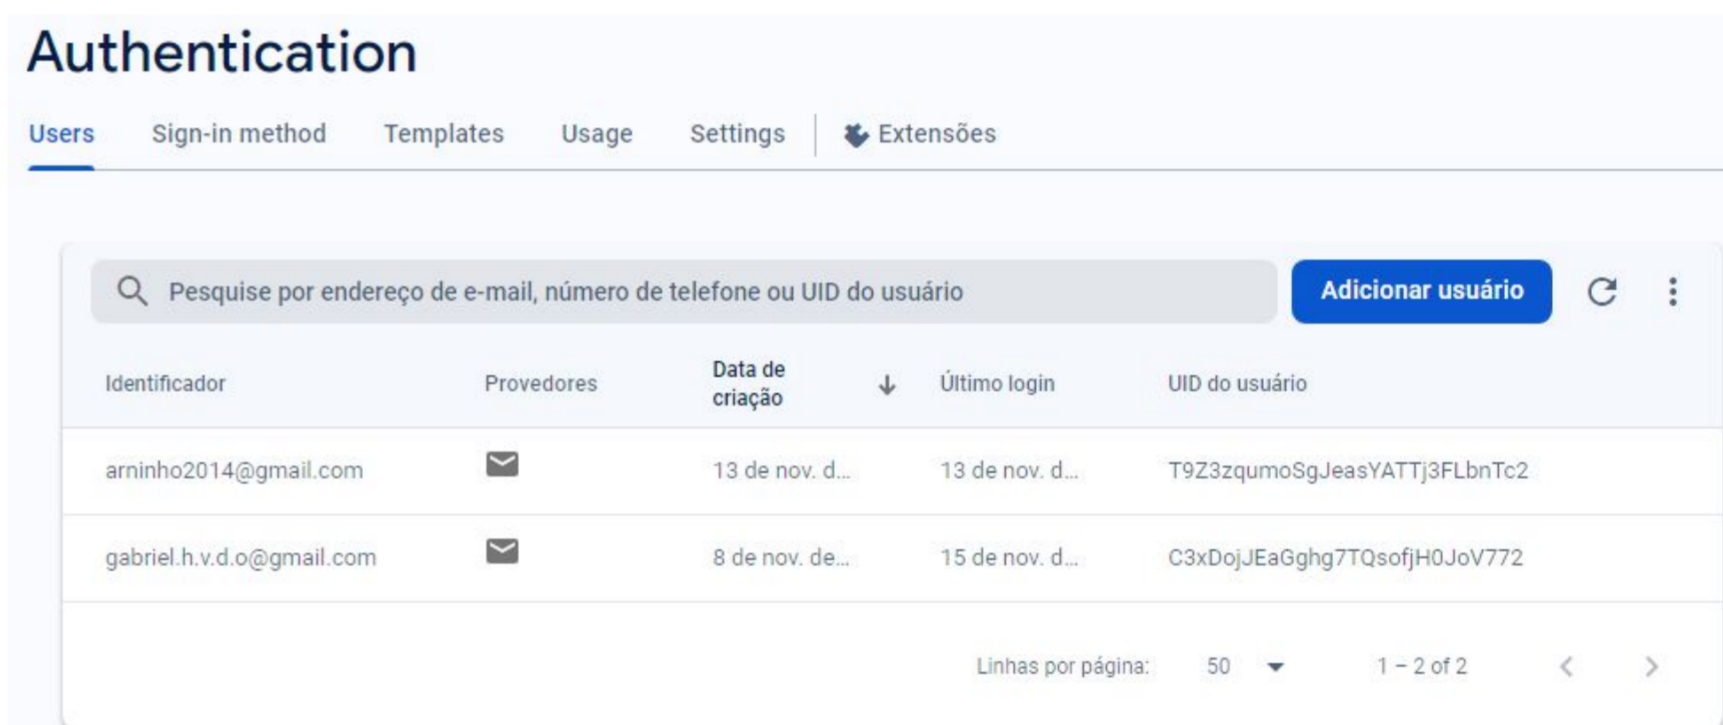 Authentication
Users Sign-in method Templates Usage Settings Extensões
Pesquise por endereço de e-mail, número de telefone ou UID do usuário Adicionar usuário
Identificador Provedores Data de criação Último login UID do usuário
arninho2014@gmail.com 13 de nov. d... 13 de nov. d... T9Z3zqumoSgJeasYATTj3FLbnTc2
gabriel.h.v.d.o@gmail.com 8 de nov. de... 15 de nov. d... C3xDojJEaGghg7TQsofjH0JoV772
Linhas por página: 50 1 – 2 of 2